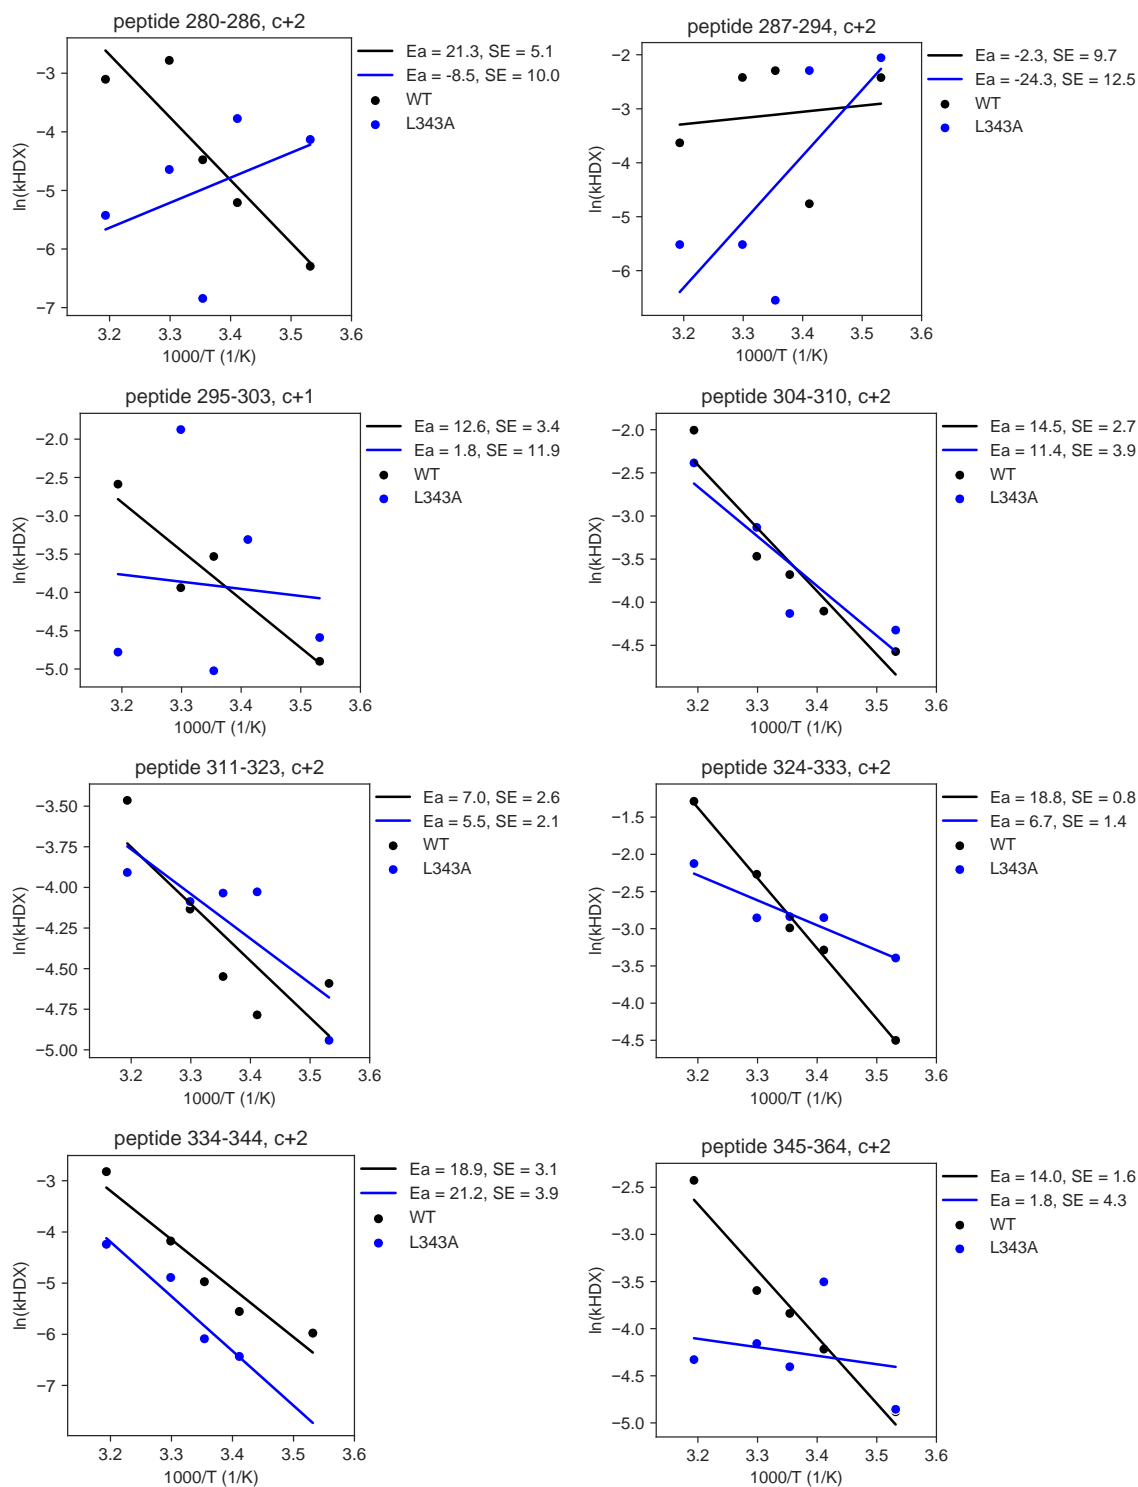 peptide 280-286, c+2
Ea = 21.3, SE = 5.1
Ea = -8.5, SE = 10.0
WT
L343A
−3
−4
−5
−6
−7
ln(kHDX)
3.2 3.3 3.4 3.5 3.6
1000/T (1/K)
peptide 287-294, c+2
Ea = -2.3, SE = 9.7
Ea = -24.3, SE = 12.5
WT
L343A
−2
−3
−4
−5
−6
ln(kHDX)
3.2 3.3 3.4 3.5 3.6
1000/T (1/K)
peptide 295-303, c+1
Ea = 12.6, SE = 3.4
Ea = 1.8, SE = 11.9
WT
L343A
−2.0
−2.5
−3.0
−3.5
−4.0
−4.5
−5.0
ln(kHDX)
3.2 3.3 3.4 3.5 3.6
1000/T (1/K)
peptide 304-310, c+2
Ea = 14.5, SE = 2.7
Ea = 11.4, SE = 3.9
WT
L343A
−2.0
−2.5
−3.0
−3.5
−4.0
−4.5
ln(kHDX)
3.2 3.3 3.4 3.5 3.6
1000/T (1/K)
peptide 311-323, c+2
Ea = 7.0, SE = 2.6
Ea = 5.5, SE = 2.1
WT
L343A
−3.50
−3.75
−4.00
−4.25
−4.50
−4.75
−5.00
ln(kHDX)
3.2 3.3 3.4 3.5 3.6
1000/T (1/K)
peptide 324-333, c+2
Ea = 18.8, SE = 0.8
Ea = 6.7, SE = 1.4
WT
L343A
−1.5
−2.0
−2.5
−3.0
−3.5
−4.0
−4.5
ln(kHDX)
3.2 3.3 3.4 3.5 3.6
1000/T (1/K)
peptide 334-344, c+2
Ea = 18.9, SE = 3.1
Ea = 21.2, SE = 3.9
WT
L343A
−3
−4
−5
−6
−7
ln(kHDX)
3.2 3.3 3.4 3.5 3.6
1000/T (1/K)
peptide 345-364, c+2
Ea = 14.0, SE = 1.6
Ea = 1.8, SE = 4.3
WT
L343A
−2.5
−3.0
−3.5
−4.0
−4.5
−5.0
ln(kHDX)
3.2 3.3 3.4 3.5 3.6
1000/T (1/K)